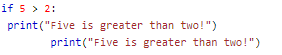 if 5 > 2:
 print("Five is greater than two!")
        print("Five is greater than two!")